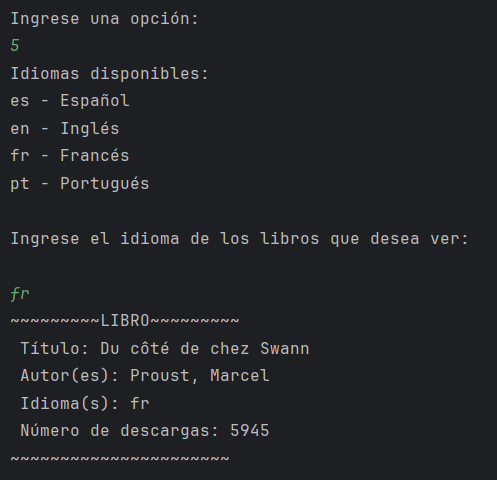 Ingrese una opción:
5
Idiomas disponibles:
es - Español
en - Inglés
fr - Francés
pt - Portugués
Ingrese el idioma de los libros que desea ver:
fr
~~~~~~~~~LIBRO~~~~~~~~~
Título: Du côté de chez Swann
Autor(es): Proust, Marcel
Idioma(s): fr
Número de descargas: 5945
~~~~~~~~~~~~~~~~~~~~~~